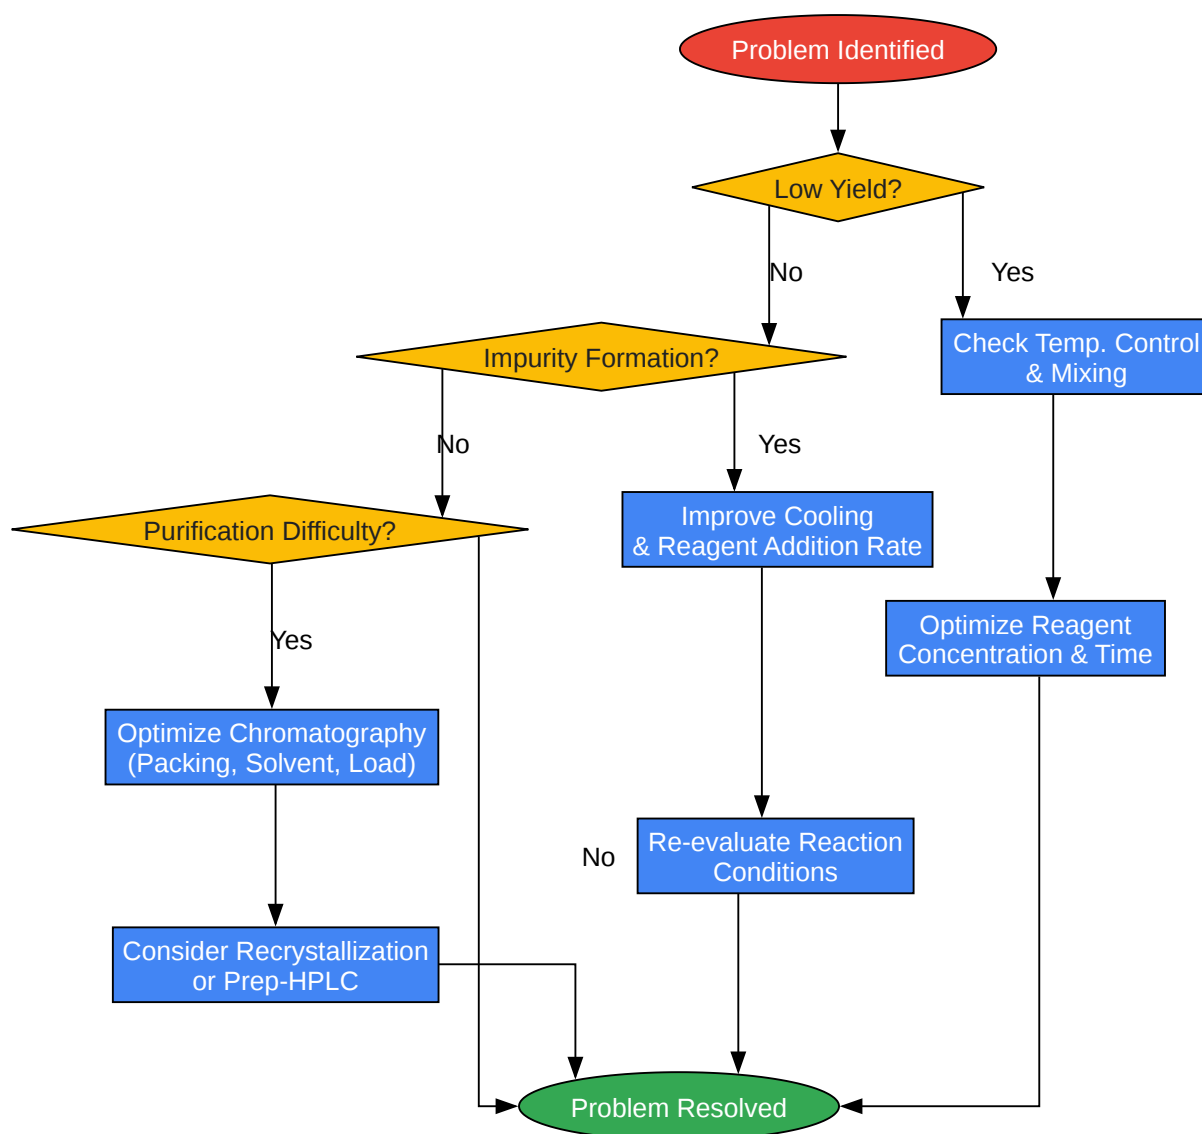 Problem Identified
Low Yield?
No
Yes
Check Temp. Control
& Mixing
Impurity Formation?
No
Yes
Improve Cooling
& Reagent Addition Rate
Purification Difficulty?
Optimize Reagent
Concentration & Time
Yes
Optimize Chromatography
(Packing, Solvent, Load)
No
Re-evaluate Reaction
Conditions
Consider Recrystallization
or Prep-HPLC
Problem Resolved